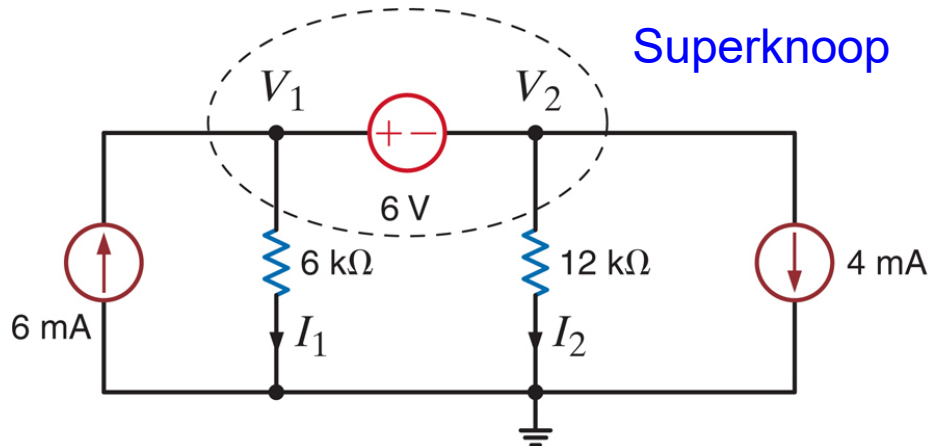 Superknoop
V1
V2
+ −
6 V
6 kΩ
12 kΩ
4 mA
6 mA
I1
I2